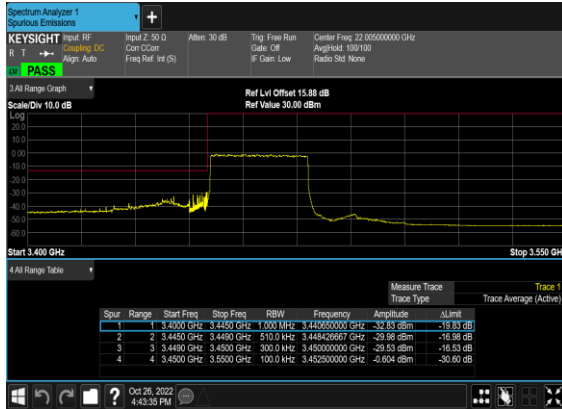 Spectrum Analyzer 1
Spurious Emissions
KEYSIGHT Input: RF Input Z: 50 Ω Atten: 30 dB Trig: Free Run Center Freq: 22.005000000 GHz
R T Coupling: DC Corr CCorr Gate: Off Avg|Hold: 100/100
Align: Auto Freq Ref: Int (S) IF Gain: Low Radio Std: None
PASS
3 All Range Graph
Ref Lvl Offset 15.88 dB
Scale/Div 10.0 dB Ref Value 30.00 dBm
Log
20.0
10.0
0.00
-10.0
-20.0
-30.0
-40.0
-50.0
-60.0
Start 3.400 GHz Stop 3.550 GH
4 All Range Table
Measure Trace Trace 1
Trace Type Trace Average (Active)
Spur Range Start Freq Stop Freq RBW Frequency Amplitude ΔLimit
1 1 3.4000 GHz 3.4450 GHz 1.000 MHz 3.440650000 GHz -32.83 dBm -19.83 dB
2 2 3.4450 GHz 3.4490 GHz 510.0 kHz 3.448426667 GHz -29.98 dBm -16.98 dB
3 3 3.4490 GHz 3.4500 GHz 300.0 kHz 3.450000000 GHz -29.53 dBm -16.53 dB
4 4 3.4500 GHz 3.5500 GHz 100.0 kHz 3.452500000 GHz -0.604 dBm -30.60 dB
? Oct 26, 2022
4:43:35 PM